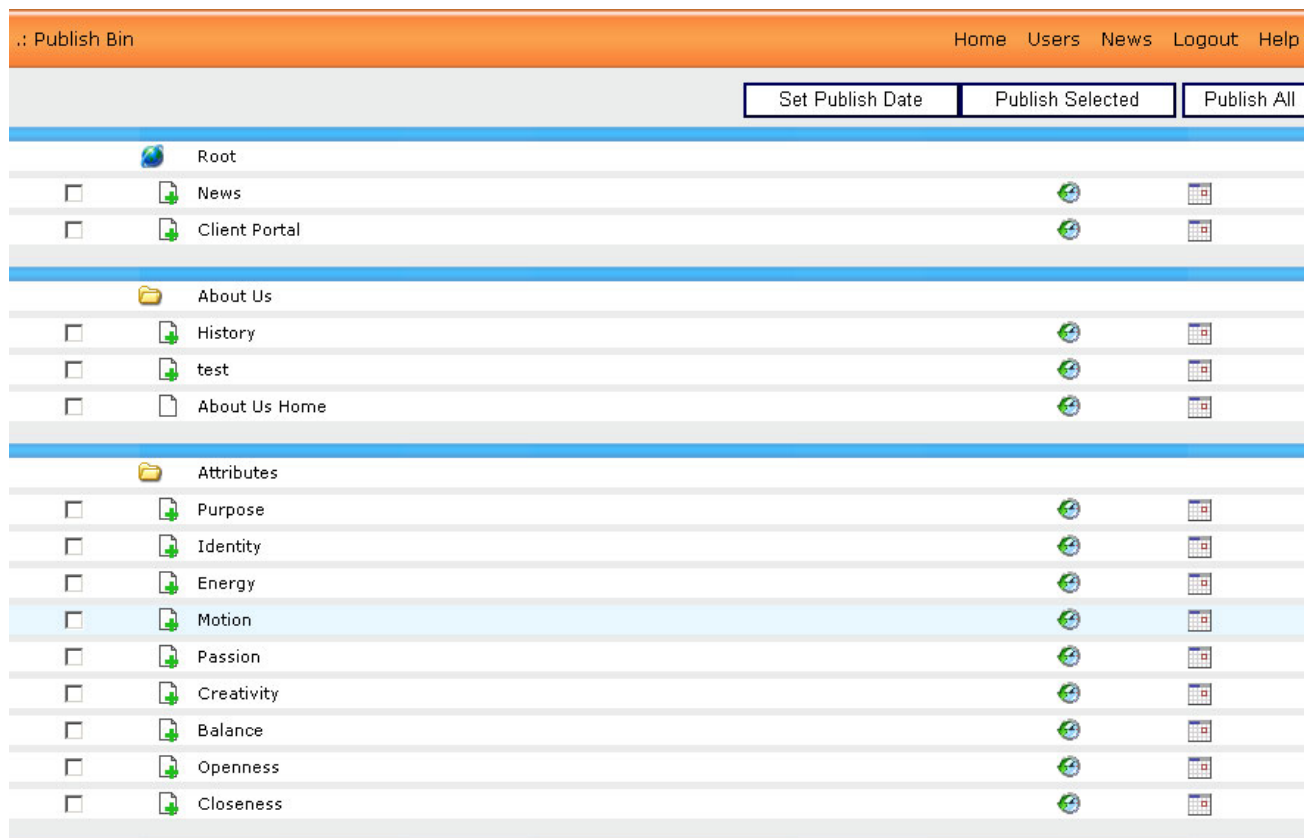 .: Publish Bin Home Users News Logout Help
Set Publish Date Publish Selected Publish All
Root
News
Client Portal
About Us
History
test
About Us Home
Attributes
Purpose
Identity
Energy
Motion
Passion
Creativity
Balance
Openness
Closeness